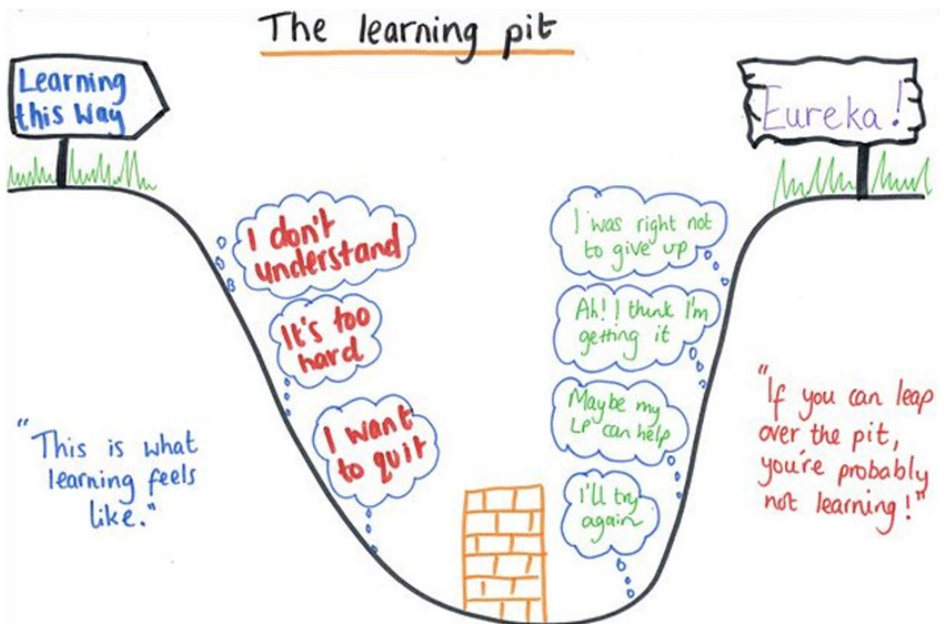 The learning pit
Learning
this Way
Eureka!
I don't
understand
It's too
hard
I want
to quit
I was right not
to give up
Ah! I think I'm
getting it
Maybe my
LP can help
I'll try
again
"This is what
learning feels
like."
"If you can leap
over the pit,
you're probably
not learning!"